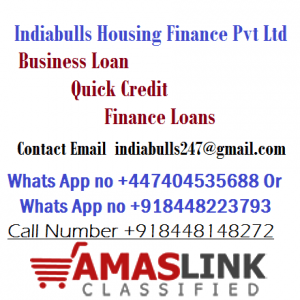 Indiabulls Housing Finance Pvt Ltd
Business Loan
Quick Credit
Finance Loans
Contact Email indiabulls247@gmail.com
Whats App no +447404535688 Or
Whats App no +918448223793
Call Number +918448148272
AMASLINK
CLASSIFIED